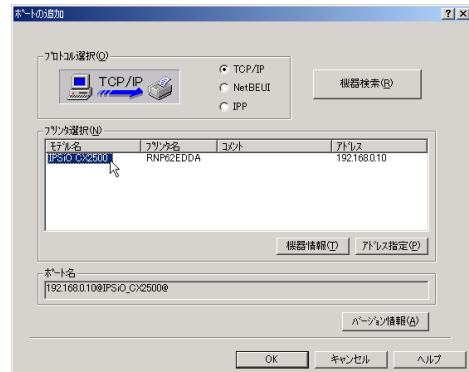 ポートの追加
プロトコル選択(O)
TCP/IP
TCP/IP
NetBEUI
IPP
機器検索(R)
プリンタ選択(N)
モデル名 プリンタ名 コメント アドレス
IPSiO CX2500 RNP62EDDA 192.168.0.10
機器情報(T) アドレス指定(P)
ポート名
192.168.0.10@IPSiO_CX2500@
バージョン情報(A)
OK キャンセル ヘルプ